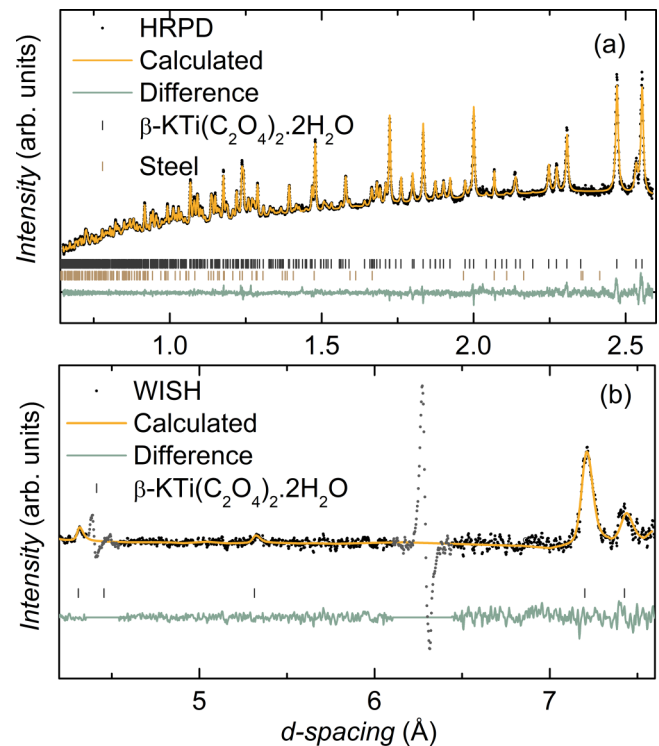 HRPD
(a)
Calculated
Difference
β-KTi(C₂O₄)₂.2H₂O
Steel
Intensity (arb. units)
1.0 1.5 2.0 2.5
WISH
(b)
Calculated
Difference
β-KTi(C₂O₄)₂.2H₂O
Intensity (arb. units)
5 6 7
d-spacing (Å)